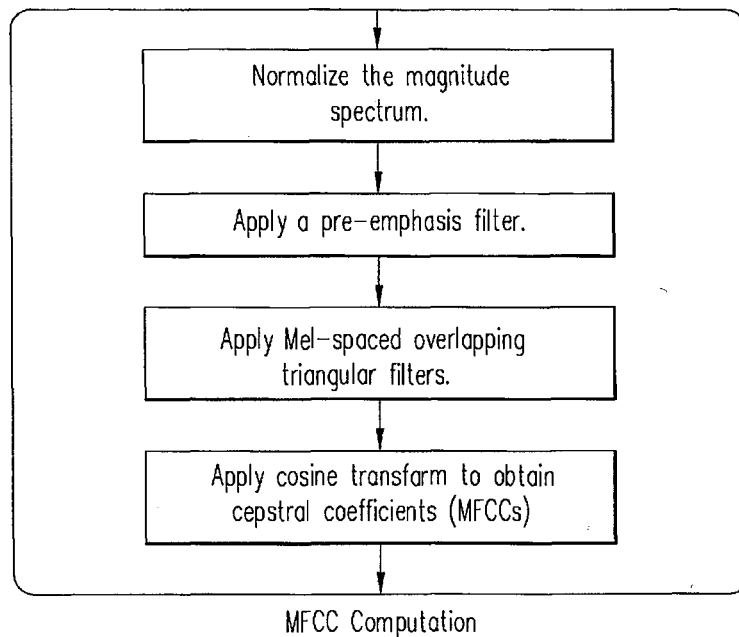 Normalize the magnitude
spectrum.
Apply a pre-emphasis filter.
Apply Mel-spaced overlapping
triangular filters.
Apply cosine transfarm to obtain
cepstral coefficients (MFCCs)
MFCC Computation